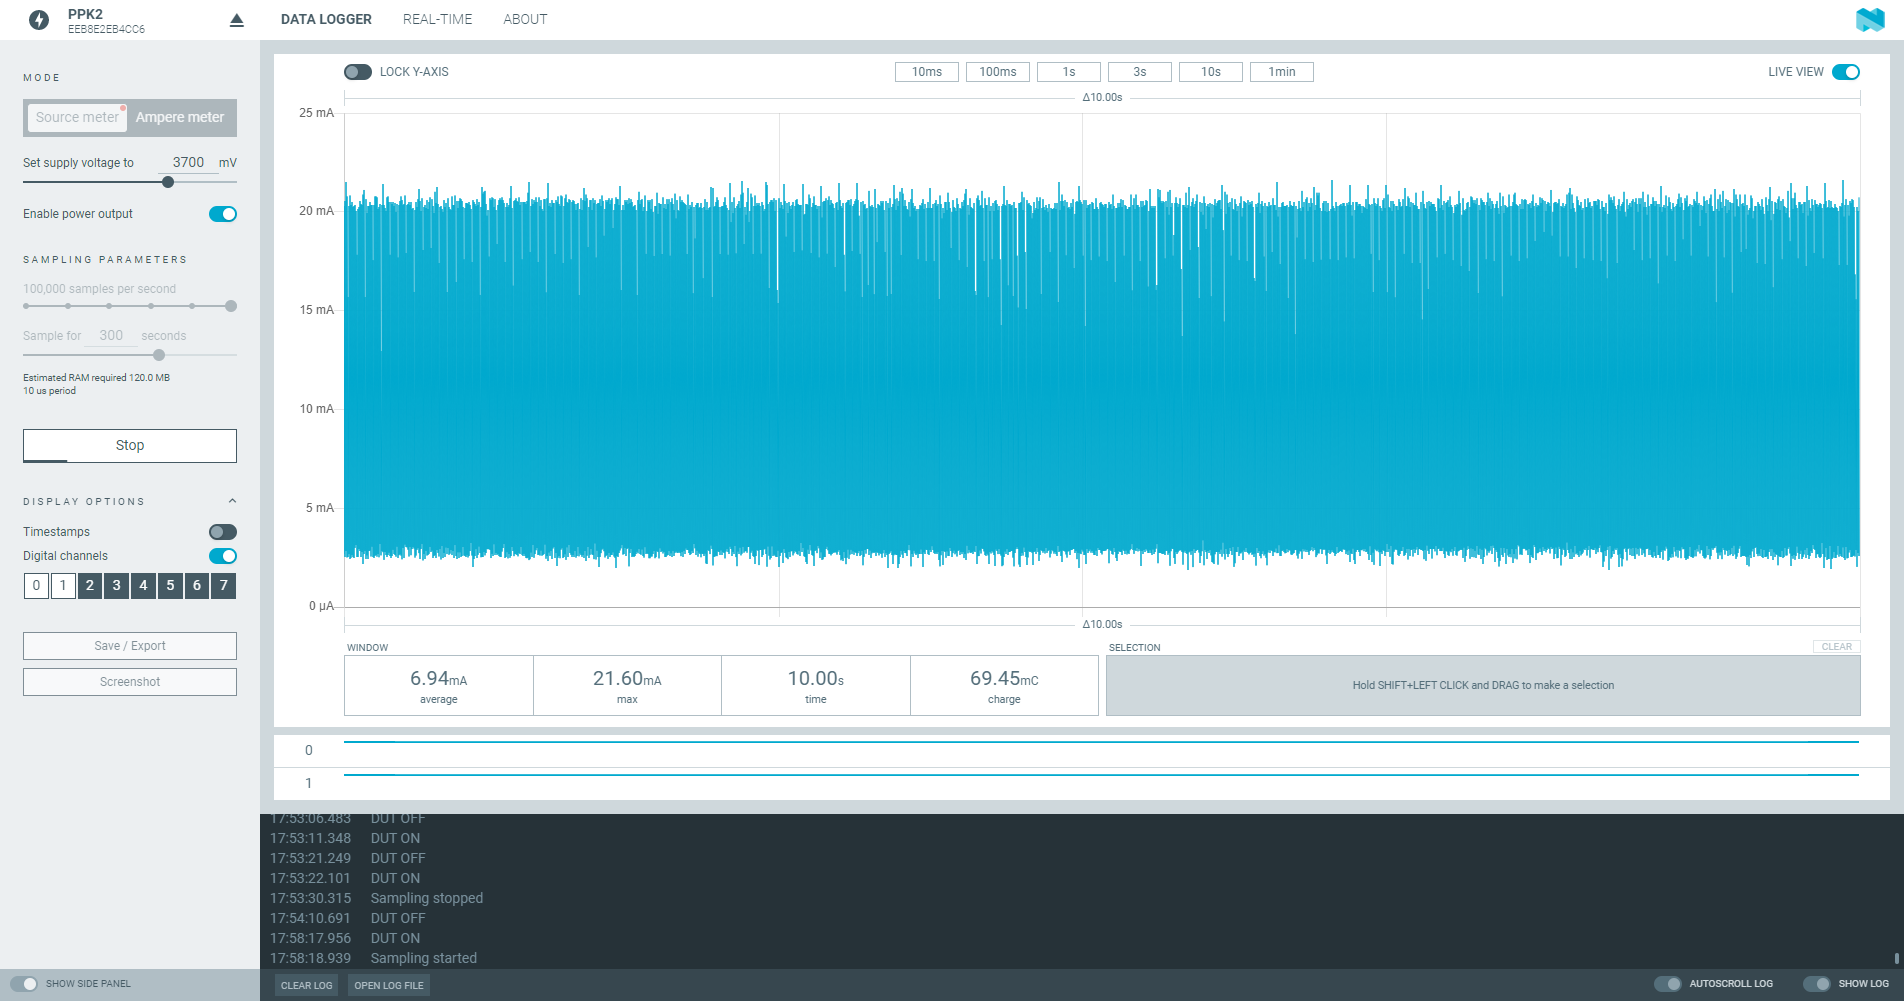 PPK2
EEB8E2EB4CC6
DATA LOGGER
REAL-TIME
ABOUT
MODE
Source meter
Ampere meter
Set supply voltage to 3700 mV
Enable power output
SAMPLING PARAMETERS
100,000 samples per second
Sample for 300 seconds
Estimated RAM required 120.0 MB
10 us period
Stop
DISPLAY OPTIONS
Timestamps
Digital channels
0 1 2 3 4 5 6 7
Save / Export
Screenshot
SHOW SIDE PANEL
LOCK Y-AXIS
10ms 100ms 1s 3s 10s 1min
LIVE VIEW
Δ10.00s
25 mA
20 mA
15 mA
10 mA
5 mA
0 μA
Δ10.00s
WINDOW
6.94mA
average
21.60mA
max
10.00s
time
69.45mC
charge
SELECTION
CLEAR
Hold SHIFT+LEFT CLICK and DRAG to make a selection
0
1
17:53:06.483 DUT OFF
17:53:11.348 DUT ON
17:53:21.249 DUT OFF
17:53:22.101 DUT ON
17:53:30.315 Sampling stopped
17:54:10.691 DUT OFF
17:58:17.956 DUT ON
17:58:18.939 Sampling started
CLEAR LOG
OPEN LOG FILE
AUTOSCROLL LOG
SHOW LOG